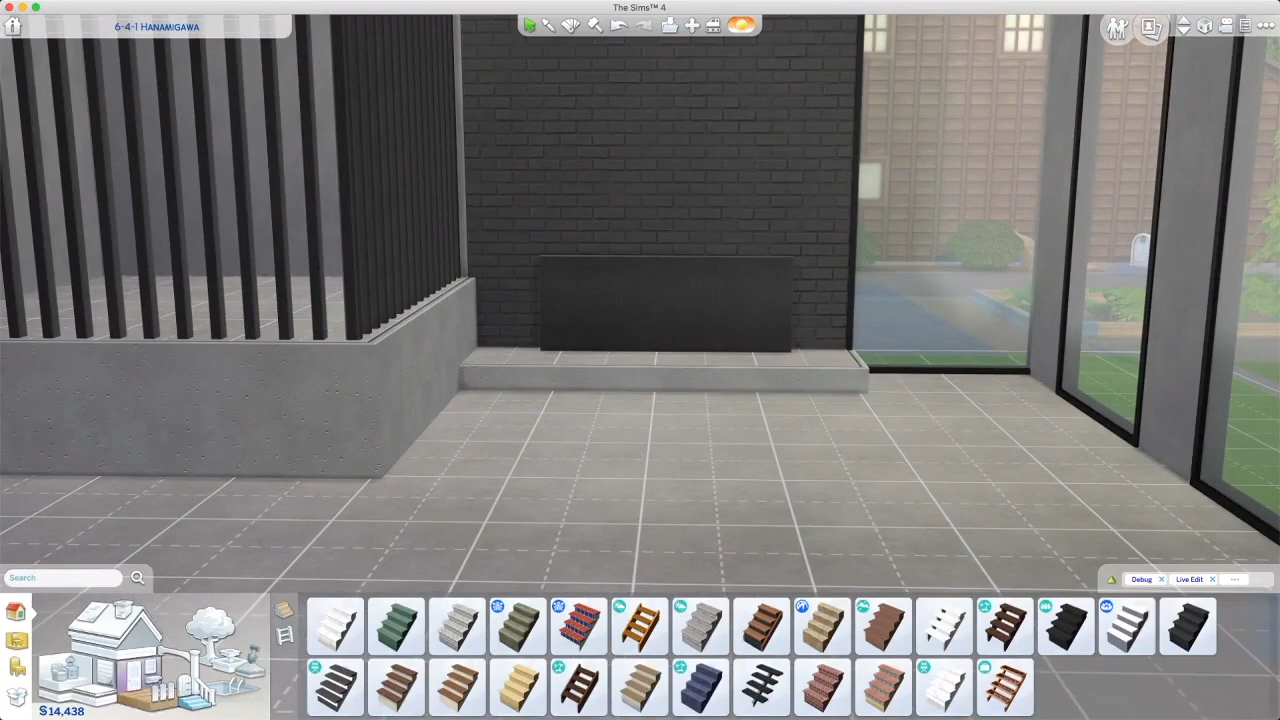 The Sims™ 4
6-4-1 Hanamigawa
Search
Debug
Live Edit
§14,438